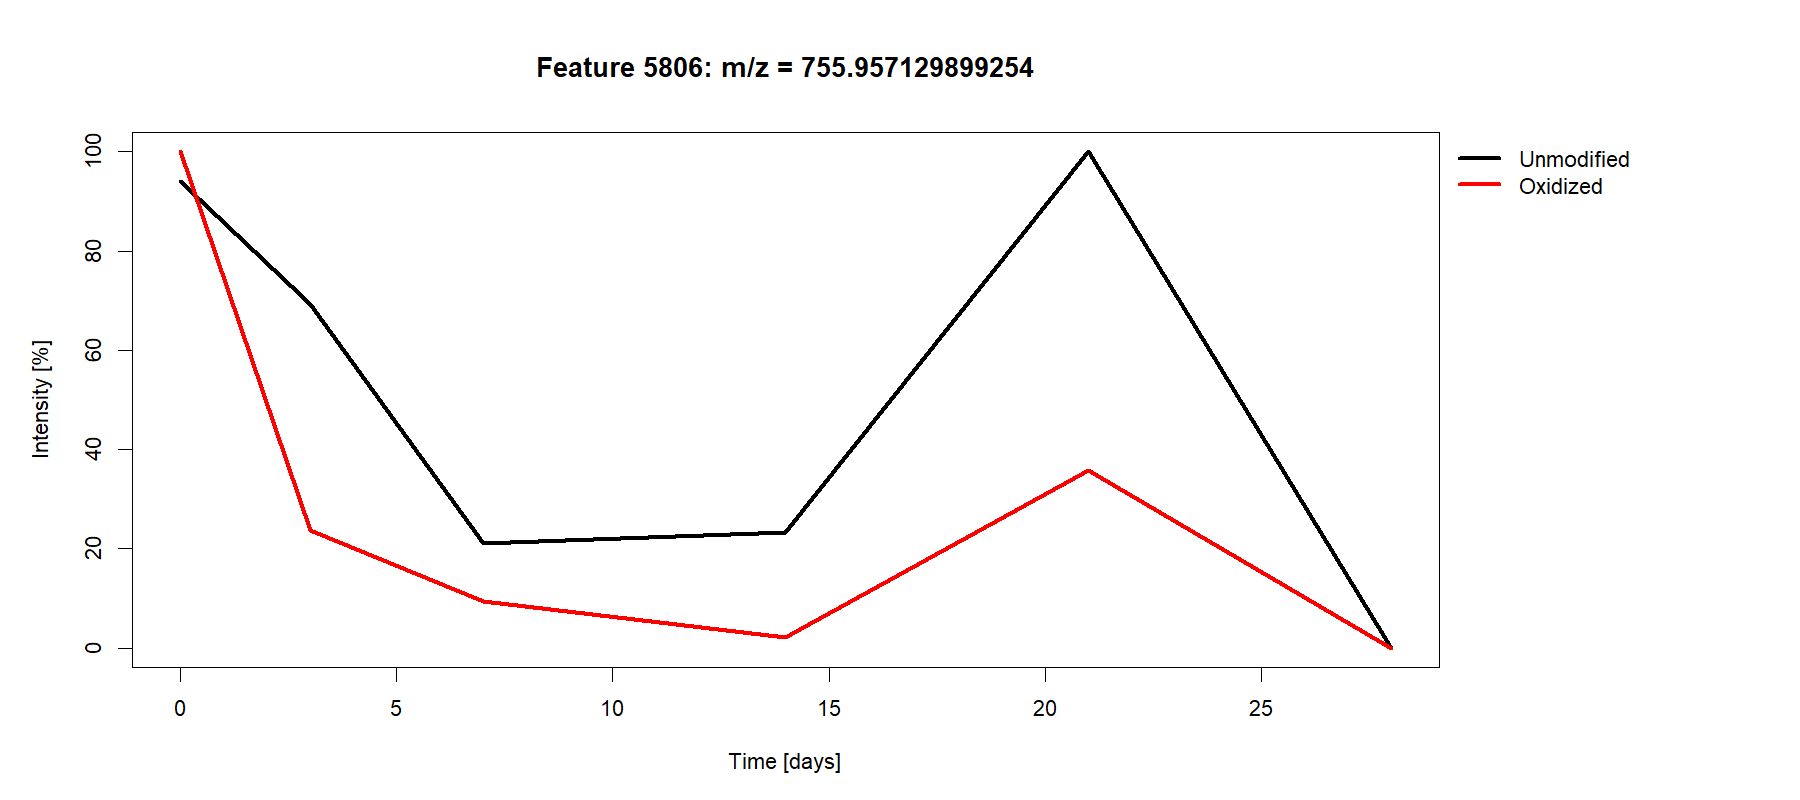 Feature 5806: m/z = 755.957129899254
Unmodified
Oxidized
Intensity [%]
100
80
60
40
20
0
0 5 10 15 20 25
Time [days]